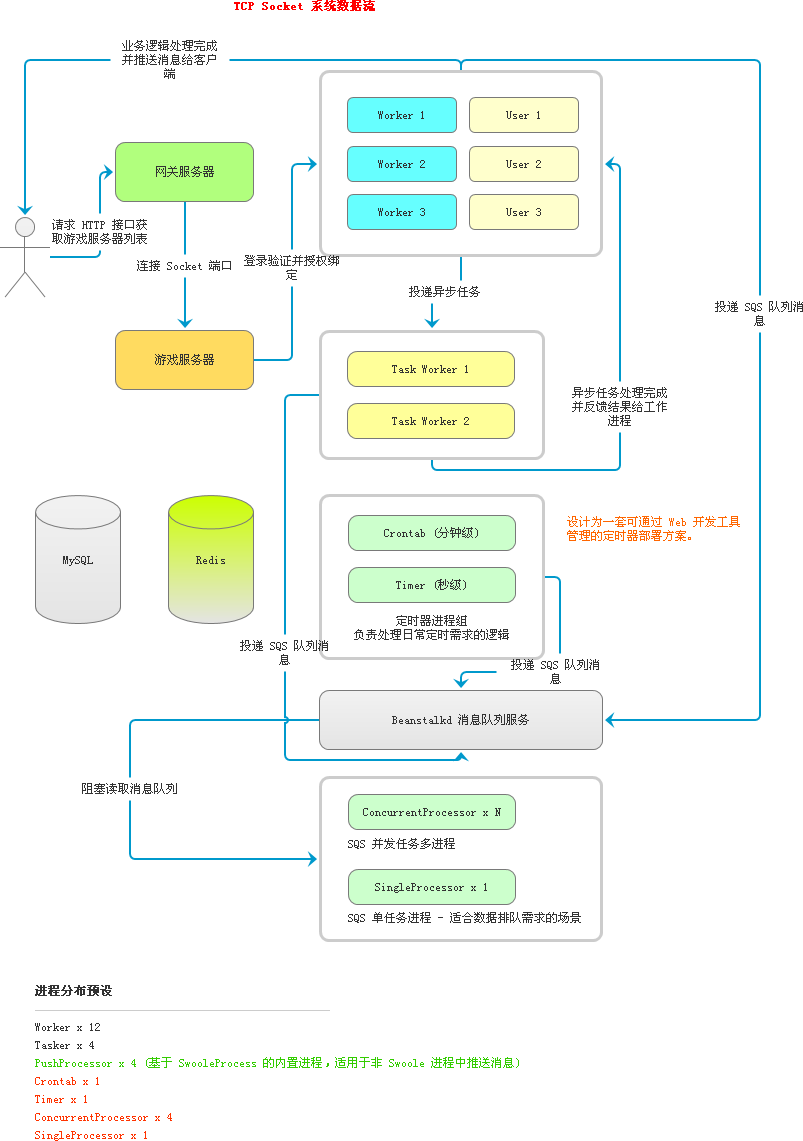 TCP Socket 系统数据流
业务逻辑处理完成
并推送消息给客户
端
Worker 1
User 1
Worker 2
User 2
Worker 3
User 3
网关服务器
请求 HTTP 接口获
取游戏服务器列表
连接 Socket 端口
登录验证并授权绑
定
投递异步任务
投递 SQS 队列消
息
游戏服务器
Task Worker 1
Task Worker 2
异步任务处理完成
并反馈结果给工作
进程
MySQL
Redis
Crontab (分钟级)
Timer (秒级)
定时器进程组
负责处理日常定时需求的逻辑
设计为一套可通过 Web 开发工具
管理的定时器部署方案。
投递 SQS 队列消
息
投递 SQS 队列消
息
Beanstalkd 消息队列服务
阻塞读取消息队列
ConcurrentProcessor x N
SQS 并发任务多进程
SingleProcessor x 1
SQS 单任务进程 - 适合数据排队需求的场景
进程分布预设
Worker x 12
Tasker x 4
PushProcessor x 4 (基于 SwooleProcess 的内置进程,适用于非 Swoole 进程中推送消息)
Crontab x 1
Timer x 1
ConcurrentProcessor x 4
SingleProcessor x 1